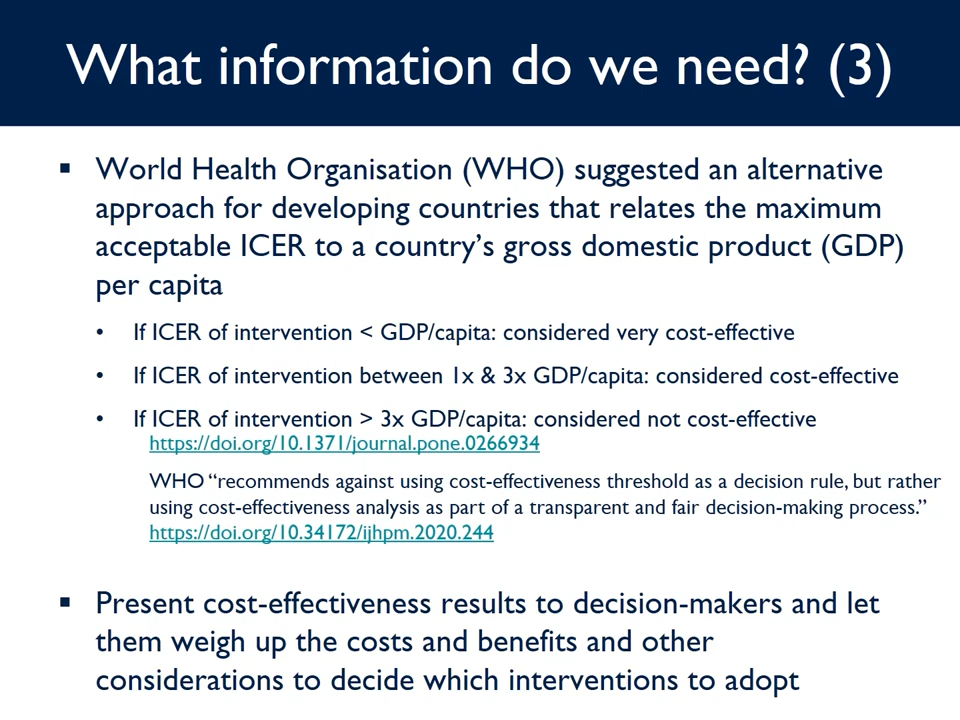 What information do we need? (3)
▪ World Health Organisation (WHO) suggested an alternative
approach for developing countries that relates the maximum
acceptable ICER to a country’s gross domestic product (GDP)
per capita
• If ICER of intervention < GDP/capita: considered very cost-effective
• If ICER of intervention between 1x & 3x GDP/capita: considered cost-effective
• If ICER of intervention > 3x GDP/capita: considered not cost-effective
https://doi.org/10.1371/journal.pone.0266934
WHO “recommends against using cost-effectiveness threshold as a decision rule, but rather
using cost-effectiveness analysis as part of a transparent and fair decision-making process.”
https://doi.org/10.34172/ijhpm.2020.244
▪ Present cost-effectiveness results to decision-makers and let
them weigh up the costs and benefits and other
considerations to decide which interventions to adopt